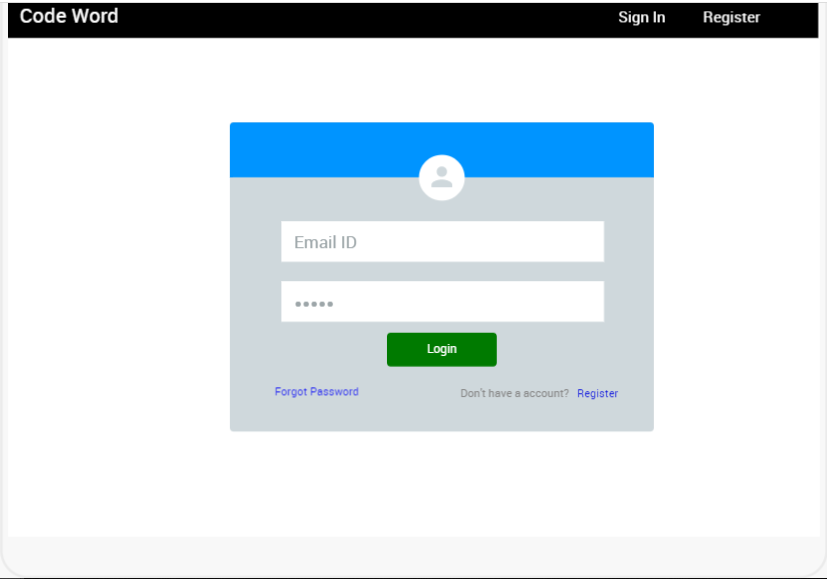 Code Word Sign In Register
Email ID
•••••
Login
Forgot Password Don't have a account? Register